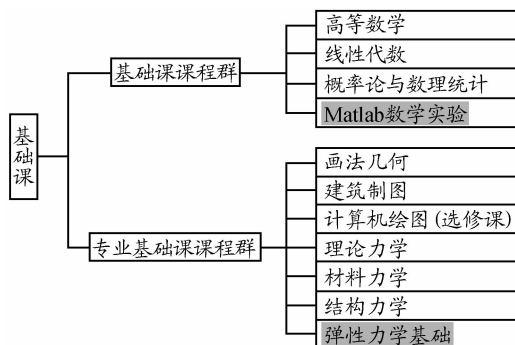 基础课
基础课课程群
高等数学
线性代数
概率论与数理统计
Matlab数学实验
专业基础课课程群
画法几何
建筑制图
计算机绘图(选修课)
理论力学
材料力学
结构力学
弹性力学基础